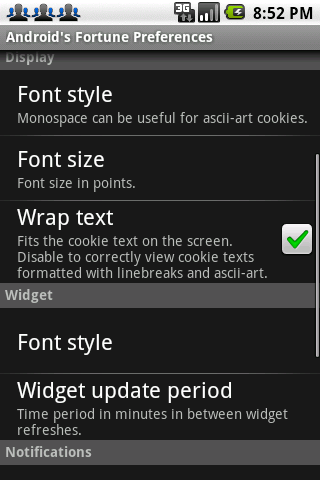 3G
8:52 PM
Android's Fortune Preferences
Display
Font style
Monospace can be useful for ascii-art cookies.
Font size
Font size in points.
Wrap text
Fits the cookie text on the screen.
Disable to correctly view cookie texts
formatted with linebreaks and ascii-art.
Widget
Font style
Widget update period
Time period in minutes in between widget
refreshes.
Notifications